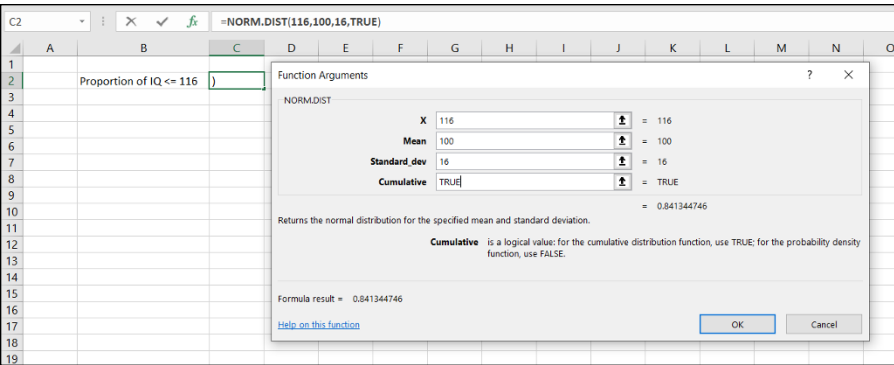 C2 fx =NORM.DIST(116,100,16,TRUE)
A B C D E F G H I J K L M N O
1
2 Proportion of IQ <= 116 )
3
4
5
6
7
8
9
10
11
12
13
14
15
16
17
18
19
Function Arguments ? ×
NORM.DIST
X 116 = 116
Mean 100 = 100
Standard_dev 16 = 16
Cumulative TRUE = TRUE
= 0.841344746
Returns the normal distribution for the specified mean and standard deviation.
Cumulative is a logical value: for the cumulative distribution function, use TRUE; for the probability density
function, use FALSE.
Formula result = 0.841344746
Help on this function OK Cancel